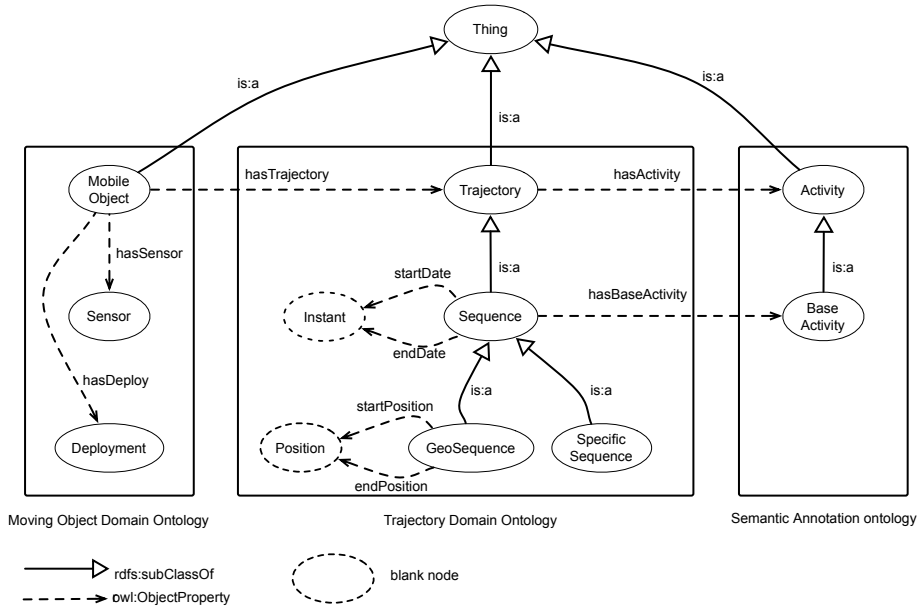 Thing
is:a
is:a
is:a
Mobile
Object
hasTrajectory
Trajectory
hasActivity
Activity
hasSensor
is:a
is:a
startDate
hasBaseActivity
Sensor
Instant
Sequence
Base
Activity
endDate
hasDeploy
is:a
is:a
startPosition
Deployment
Position
GeoSequence
Specific
Sequence
endPosition
Moving Object Domain Ontology
Trajectory Domain Ontology
Semantic Annotation ontology
rdfs:subClassOf
blank node
owl:ObjectProperty